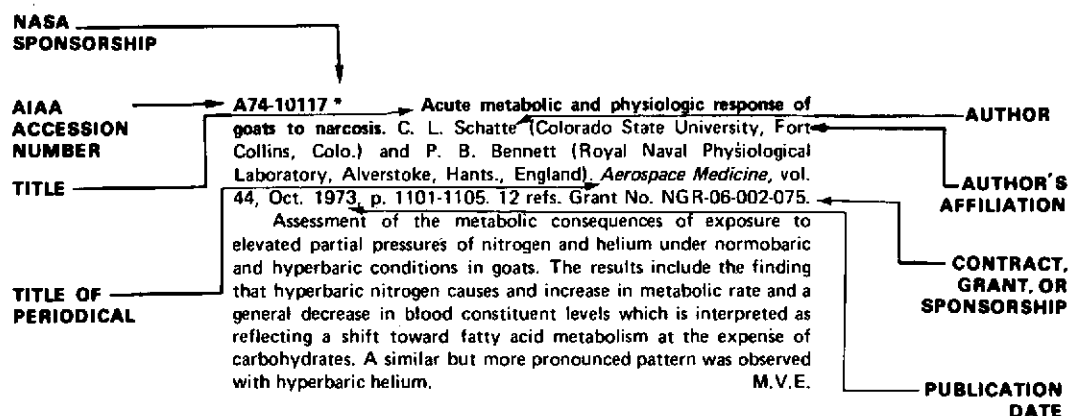 NASA
SPONSORSHIP
AIAA
ACCESSION
NUMBER
TITLE
TITLE OF
PERIODICAL
A74-10117 * Acute metabolic and physiologic response of
goats to narcosis. C. L. Schatte (Colorado State University, Fort
Collins, Colo.) and P. B. Bennett (Royal Naval Physiological
Laboratory, Alverstoke, Hants., England). Aerospace Medicine, vol.
44, Oct. 1973, p. 1101-1105. 12 refs. Grant No. NGR-06-002-075.
Assessment of the metabolic consequences of exposure to
elevated partial pressures of nitrogen and helium under normobaric
and hyperbaric conditions in goats. The results include the finding
that hyperbaric nitrogen causes and increase in metabolic rate and a
general decrease in blood constituent levels which is interpreted as
reflecting a shift toward fatty acid metabolism at the expense of
carbohydrates. A similar but more pronounced pattern was observed
with hyperbaric helium. M.V.E.
AUTHOR
AUTHOR'S
AFFILIATION
CONTRACT,
GRANT, OR
SPONSORSHIP
PUBLICATION
DATE